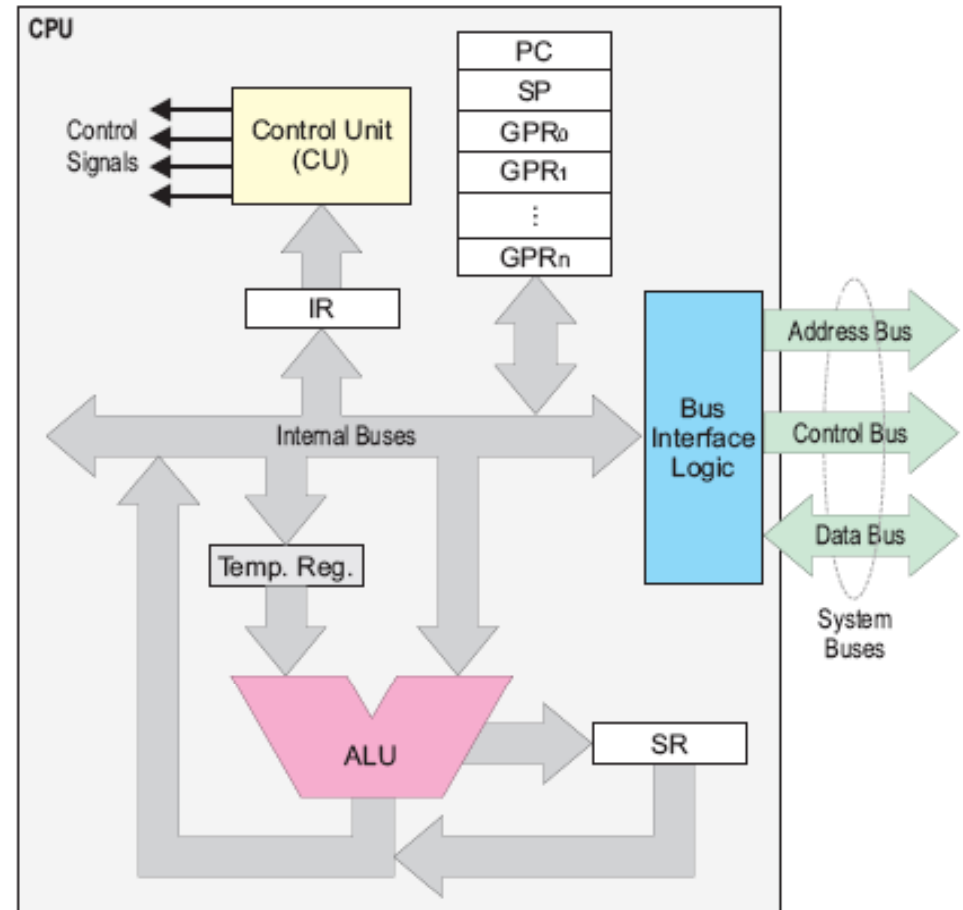 CPU
PC
SP
GPR₀
GPR₁
⋮
GPRn
Control
Signals
Control Unit
(CU)
IR
Internal Buses
Bus
Interface
Logic
Address Bus
Control Bus
Data Bus
System
Buses
Temp. Reg.
ALU
SR